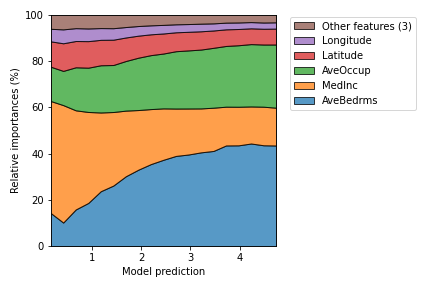 100
80
60
40
20
0
Relative importances (%)
1
2
3
4
Model prediction
Other features (3)
Longitude
Latitude
AveOccup
MedInc
AveBedrms